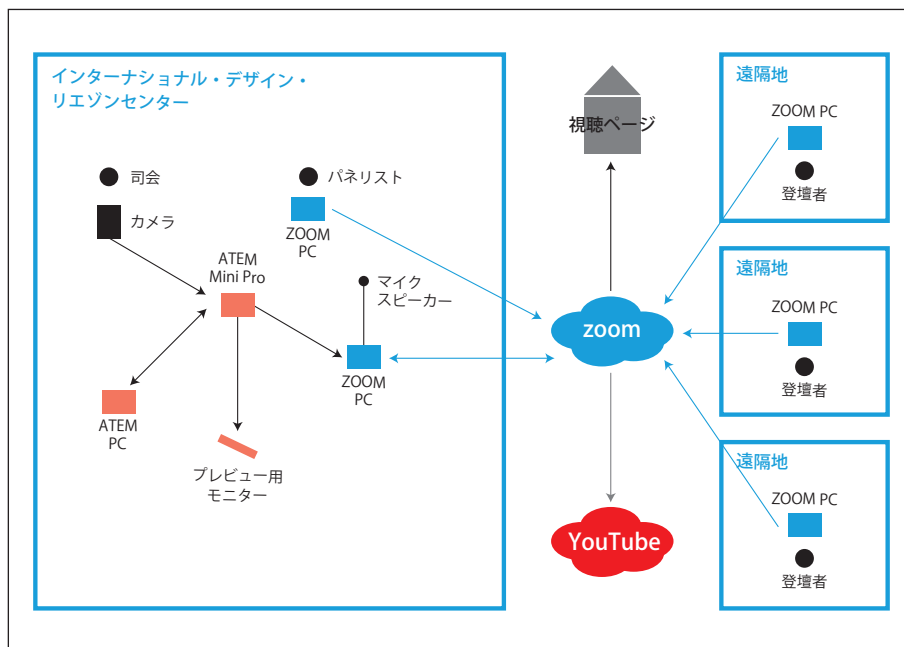 インターナショナル・デザイン・
リエゾンセンター
司会
カメラ
パネリスト
ZOOM
PC
ATEM
Mini Pro
マイク
スピーカー
ZOOM
PC
ATEM
PC
プレビュー用
モニター
視聴ページ
zoom
YouTube
遠隔地
ZOOM PC
登壇者
遠隔地
ZOOM PC
登壇者
遠隔地
ZOOM PC
登壇者